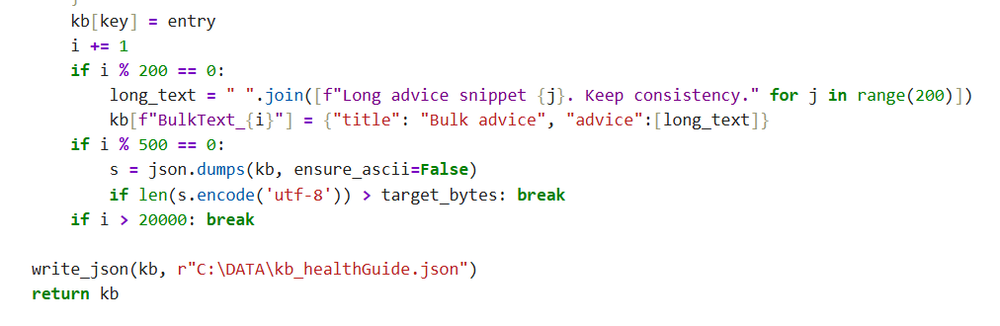 }
kb[key] = entry
i += 1
if i % 200 == 0:
long_text = " ".join([f"Long advice snippet {j}. Keep consistency." for j in range(200)])
kb[f"BulkText_{i}"] = {"title": "Bulk advice", "advice":[long_text]}
if i % 500 == 0:
s = json.dumps(kb, ensure_ascii=False)
if len(s.encode('utf-8')) > target_bytes: break
if i > 20000: break
write_json(kb, r"C:\DATA\kb_healthGuide.json")
return kb